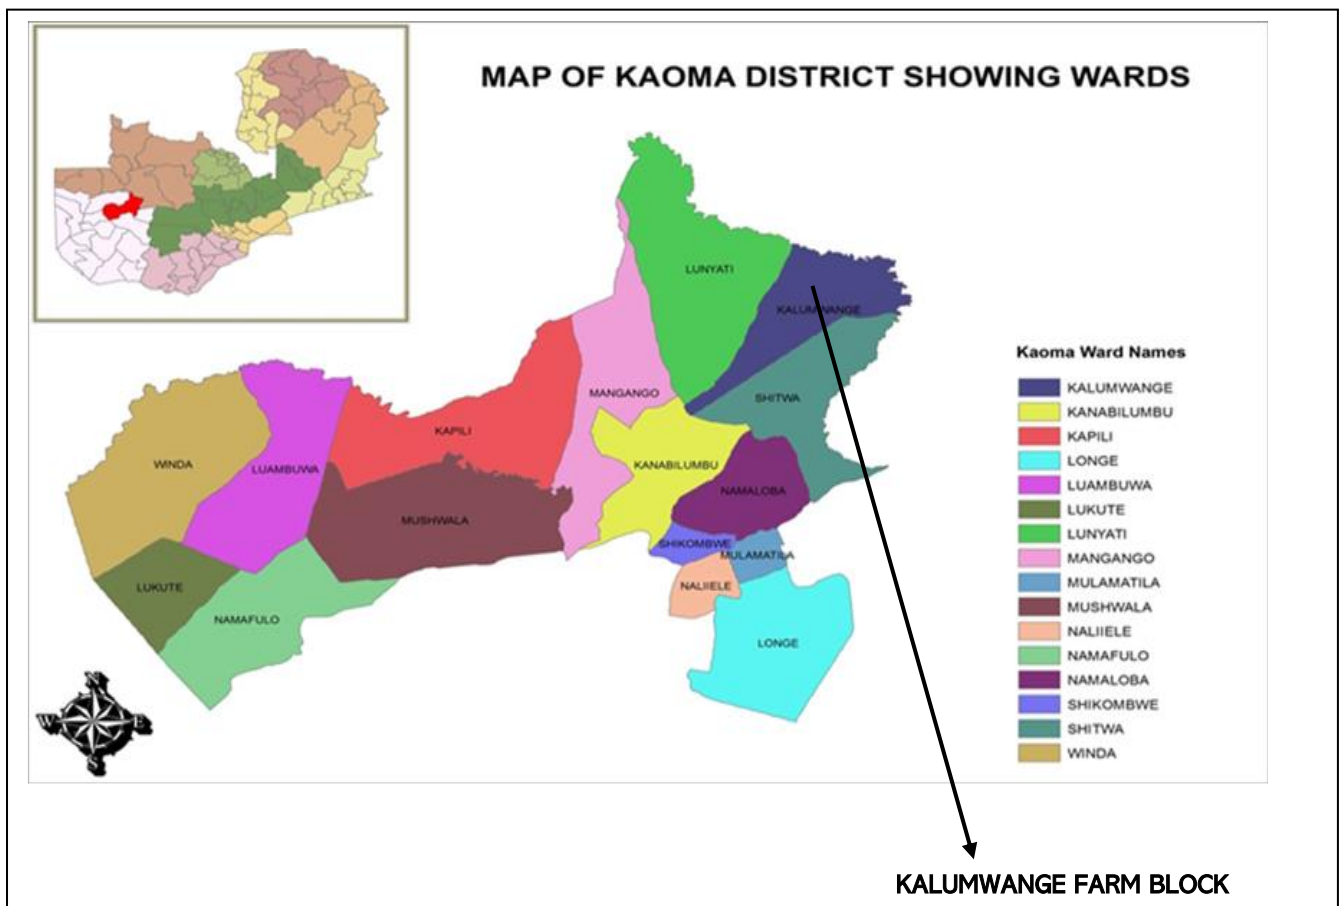 MAP OF KAOMA DISTRICT SHOWING WARDS
LUNYATI
KALUMWANGE
MANGANGO
SHITWA
KAPILI
WINDA
LUAMBUWA
KANABILUMBU
NAMALOBA
MUSHWALA
SHIKOMBWE
MULAMATILA
LUKUTE
NALIIELE
NAMAFULO
LONGE
Kaoma Ward Names
KALUMWANGE
KANABILUMBU
KAPILI
LONGE
LUAMBUWA
LUKUTE
LUNYATI
MANGANGO
MULAMATILA
MUSHWALA
NALIIELE
NAMAFULO
NAMALOBA
SHIKOMBWE
SHITWA
WINDA
N
W E
S
KALUMWANGE FARM BLOCK